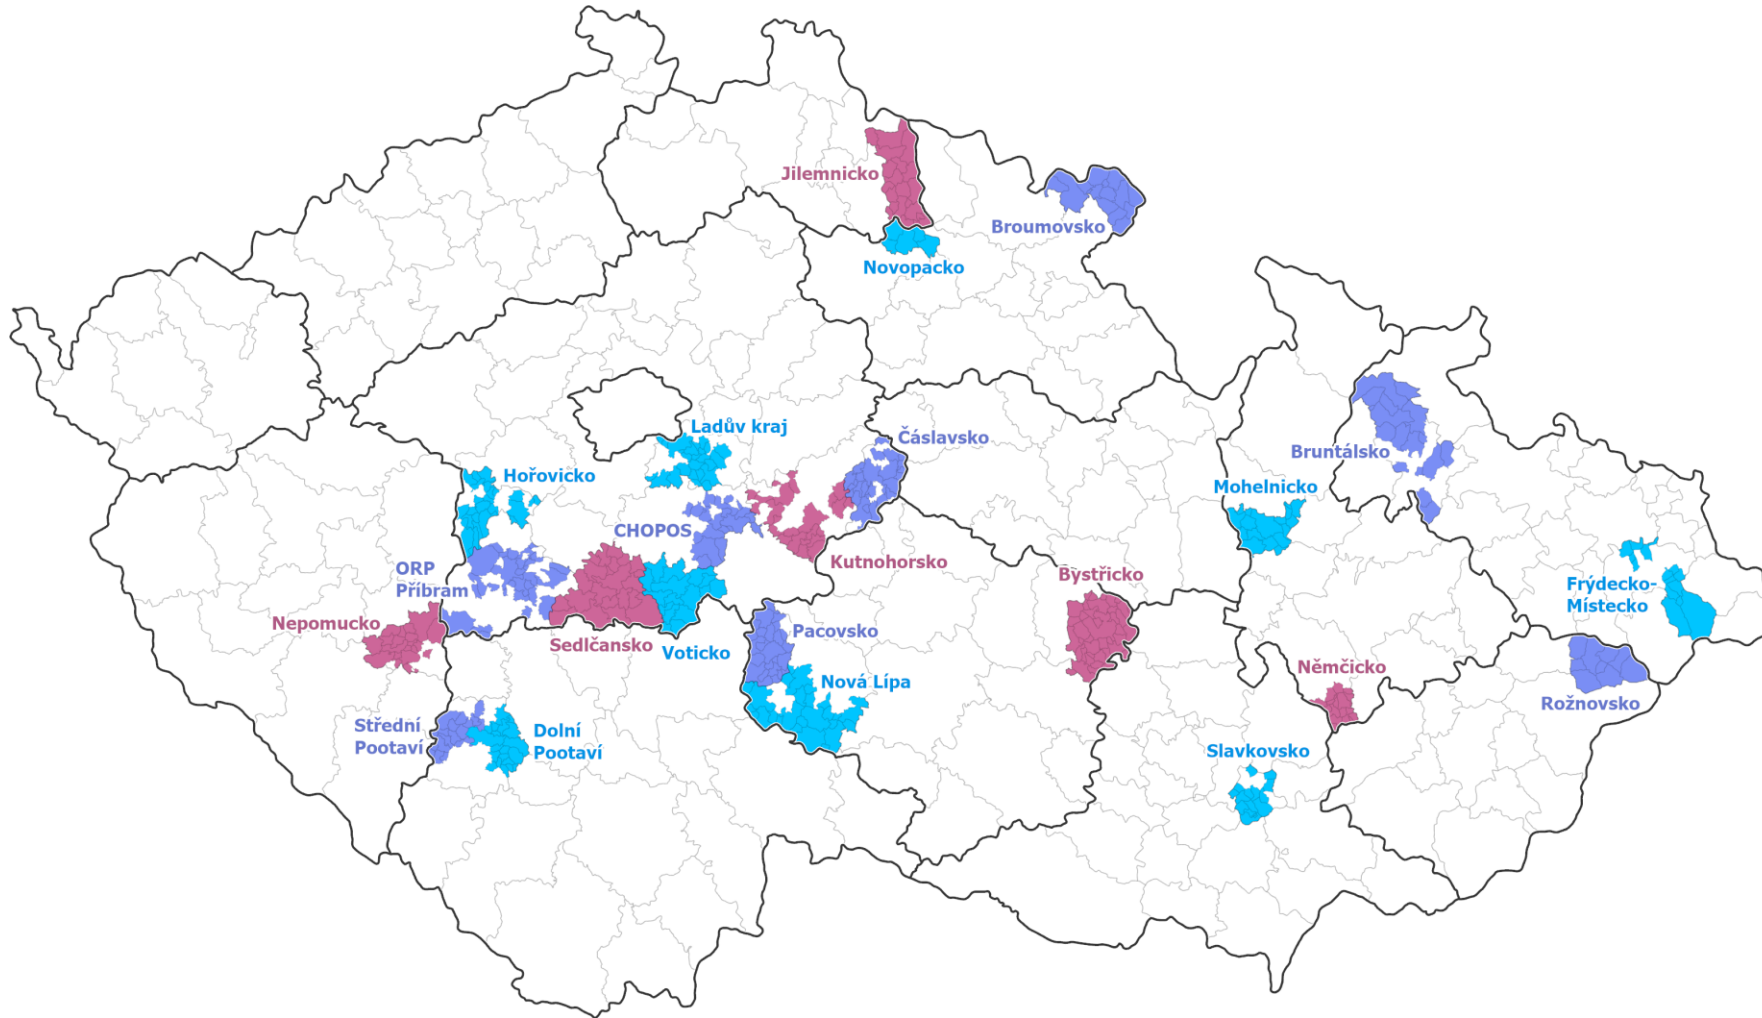 Jilemnicko
Broumovsko
Novopacko
Ladův kraj
Čáslavsko
Bruntálsko
Hořovicko
Mohelnicko
CHOPOS
Kutnohorsko
ORP
Příbram
Bystřicko
Frýdecko-
Místecko
Nepomucko
Sedlčansko
Voticko
Pacovsko
Nová Lípa
Němčicko
Rožnovsko
Střední
Pootaví
Dolní
Pootaví
Slavkovsko